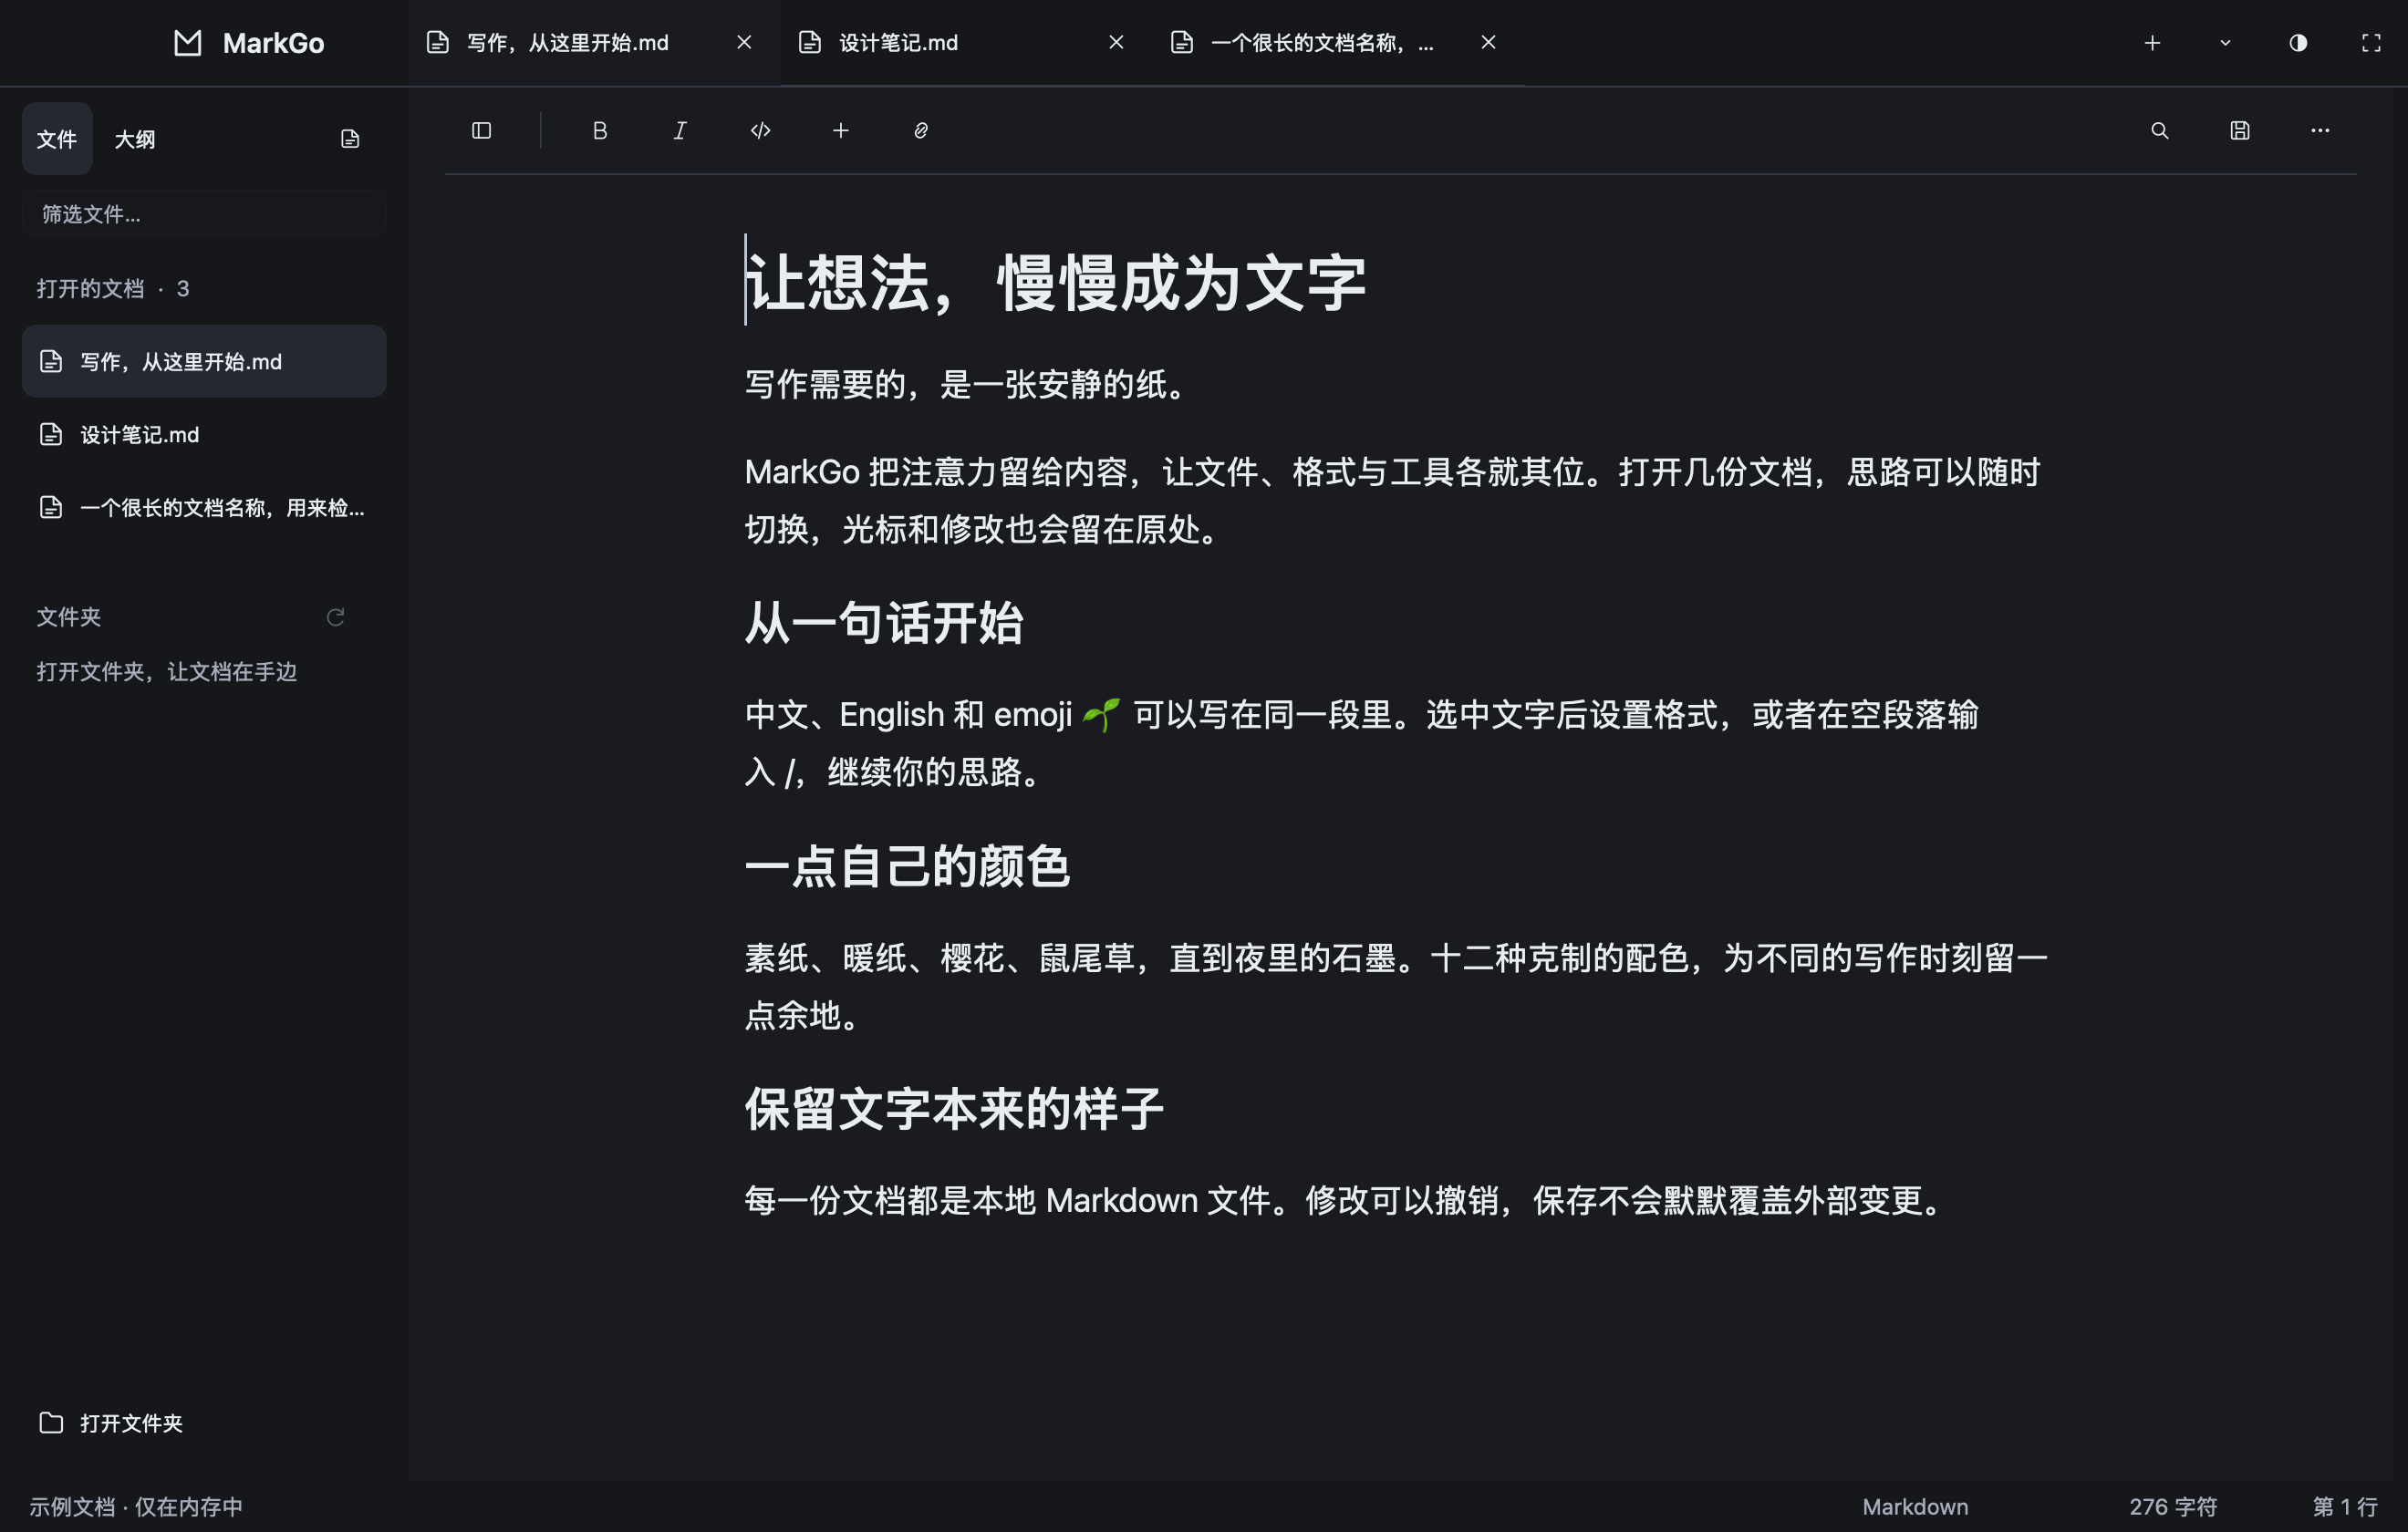 MarkGo
写作，从这里开始.md
设计笔记.md
一个很长的文档名称，...
文件
大纲
筛选文件...
打开的文档 · 3
写作，从这里开始.md
设计笔记.md
一个很长的文档名称，用来检...
文件夹
打开文件夹，让文档在手边
打开文件夹
示例文档 · 仅在内存中
让想法，慢慢成为文字
写作需要的，是一张安静的纸。
MarkGo 把注意力留给内容，让文件、格式与工具各就其位。打开几份文档，思路可以随时
切换，光标和修改也会留在原处。
从一句话开始
中文、English 和 emoji 🌱 可以写在同一段里。选中文字后设置格式，或者在空段落输
入 /，继续你的思路。
一点自己的颜色
素纸、暖纸、樱花、鼠尾草，直到夜里的石墨。十二种克制的配色，为不同的写作时刻留一
点余地。
保留文字本来的样子
每一份文档都是本地 Markdown 文件。修改可以撤销，保存不会默默覆盖外部变更。
Markdown
276 字符
第 1 行